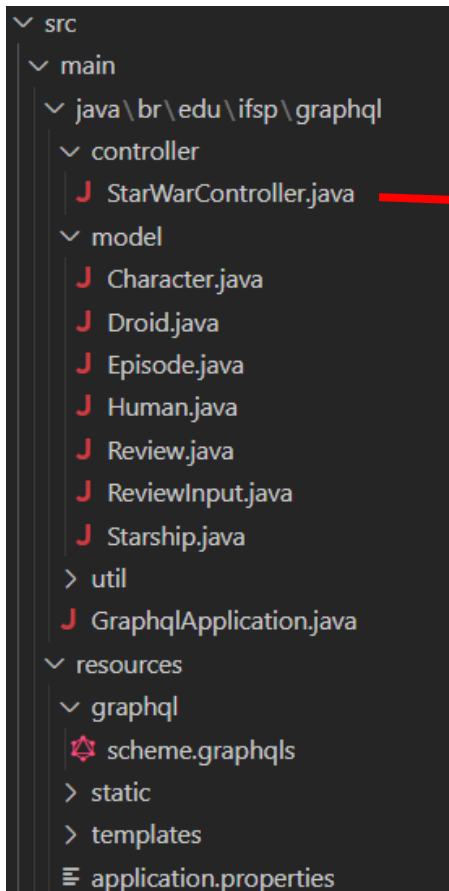 src
main
java\br\edu\ifsp\graphql
controller
J StarWarController.java
model
J Character.java
J Droid.java
J Episode.java
J Human.java
J Review.java
J ReviewInput.java
J Starship.java
util
J GraphqlApplication.java
resources
graphql
scheme.graphqls
static
templates
application.properties